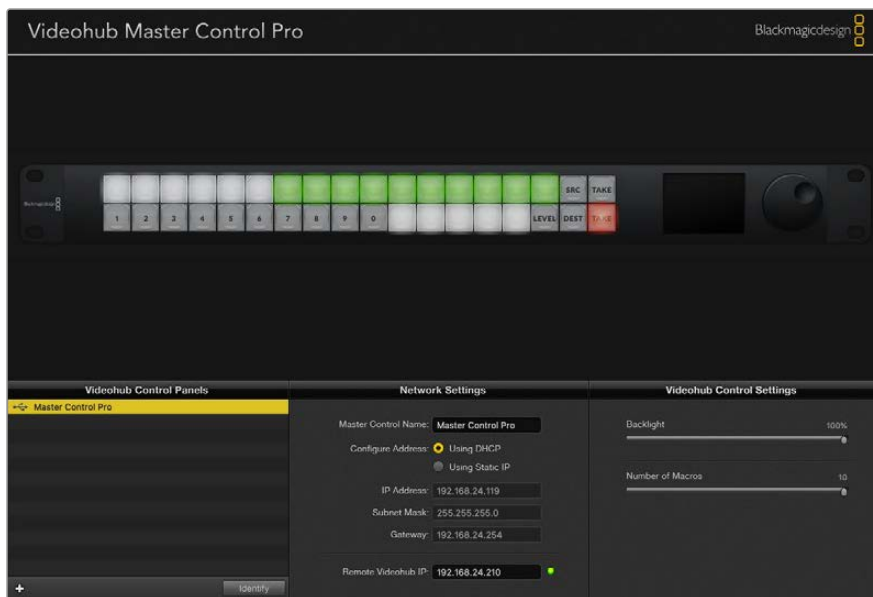 Videohub Master Control Pro
Blackmagicdesign
SRC TAKE
Blackmagicdesign
1 2 3 4 5 6 7 8 9 0 LEVEL DEST TAKE
Videohub Control Panels
Master Control Pro
+
Identify
Network Settings
Master Control Name: Master Control Pro
Configure Address: Using DHCP
Using Static IP
IP Address: 192.168.24.119
Subnet Mask: 255.255.255.0
Gateway: 192.168.24.254
Remote Videohub IP: 192.168.24.210
Videohub Control Settings
Backlight 100%
Number of Macros 10